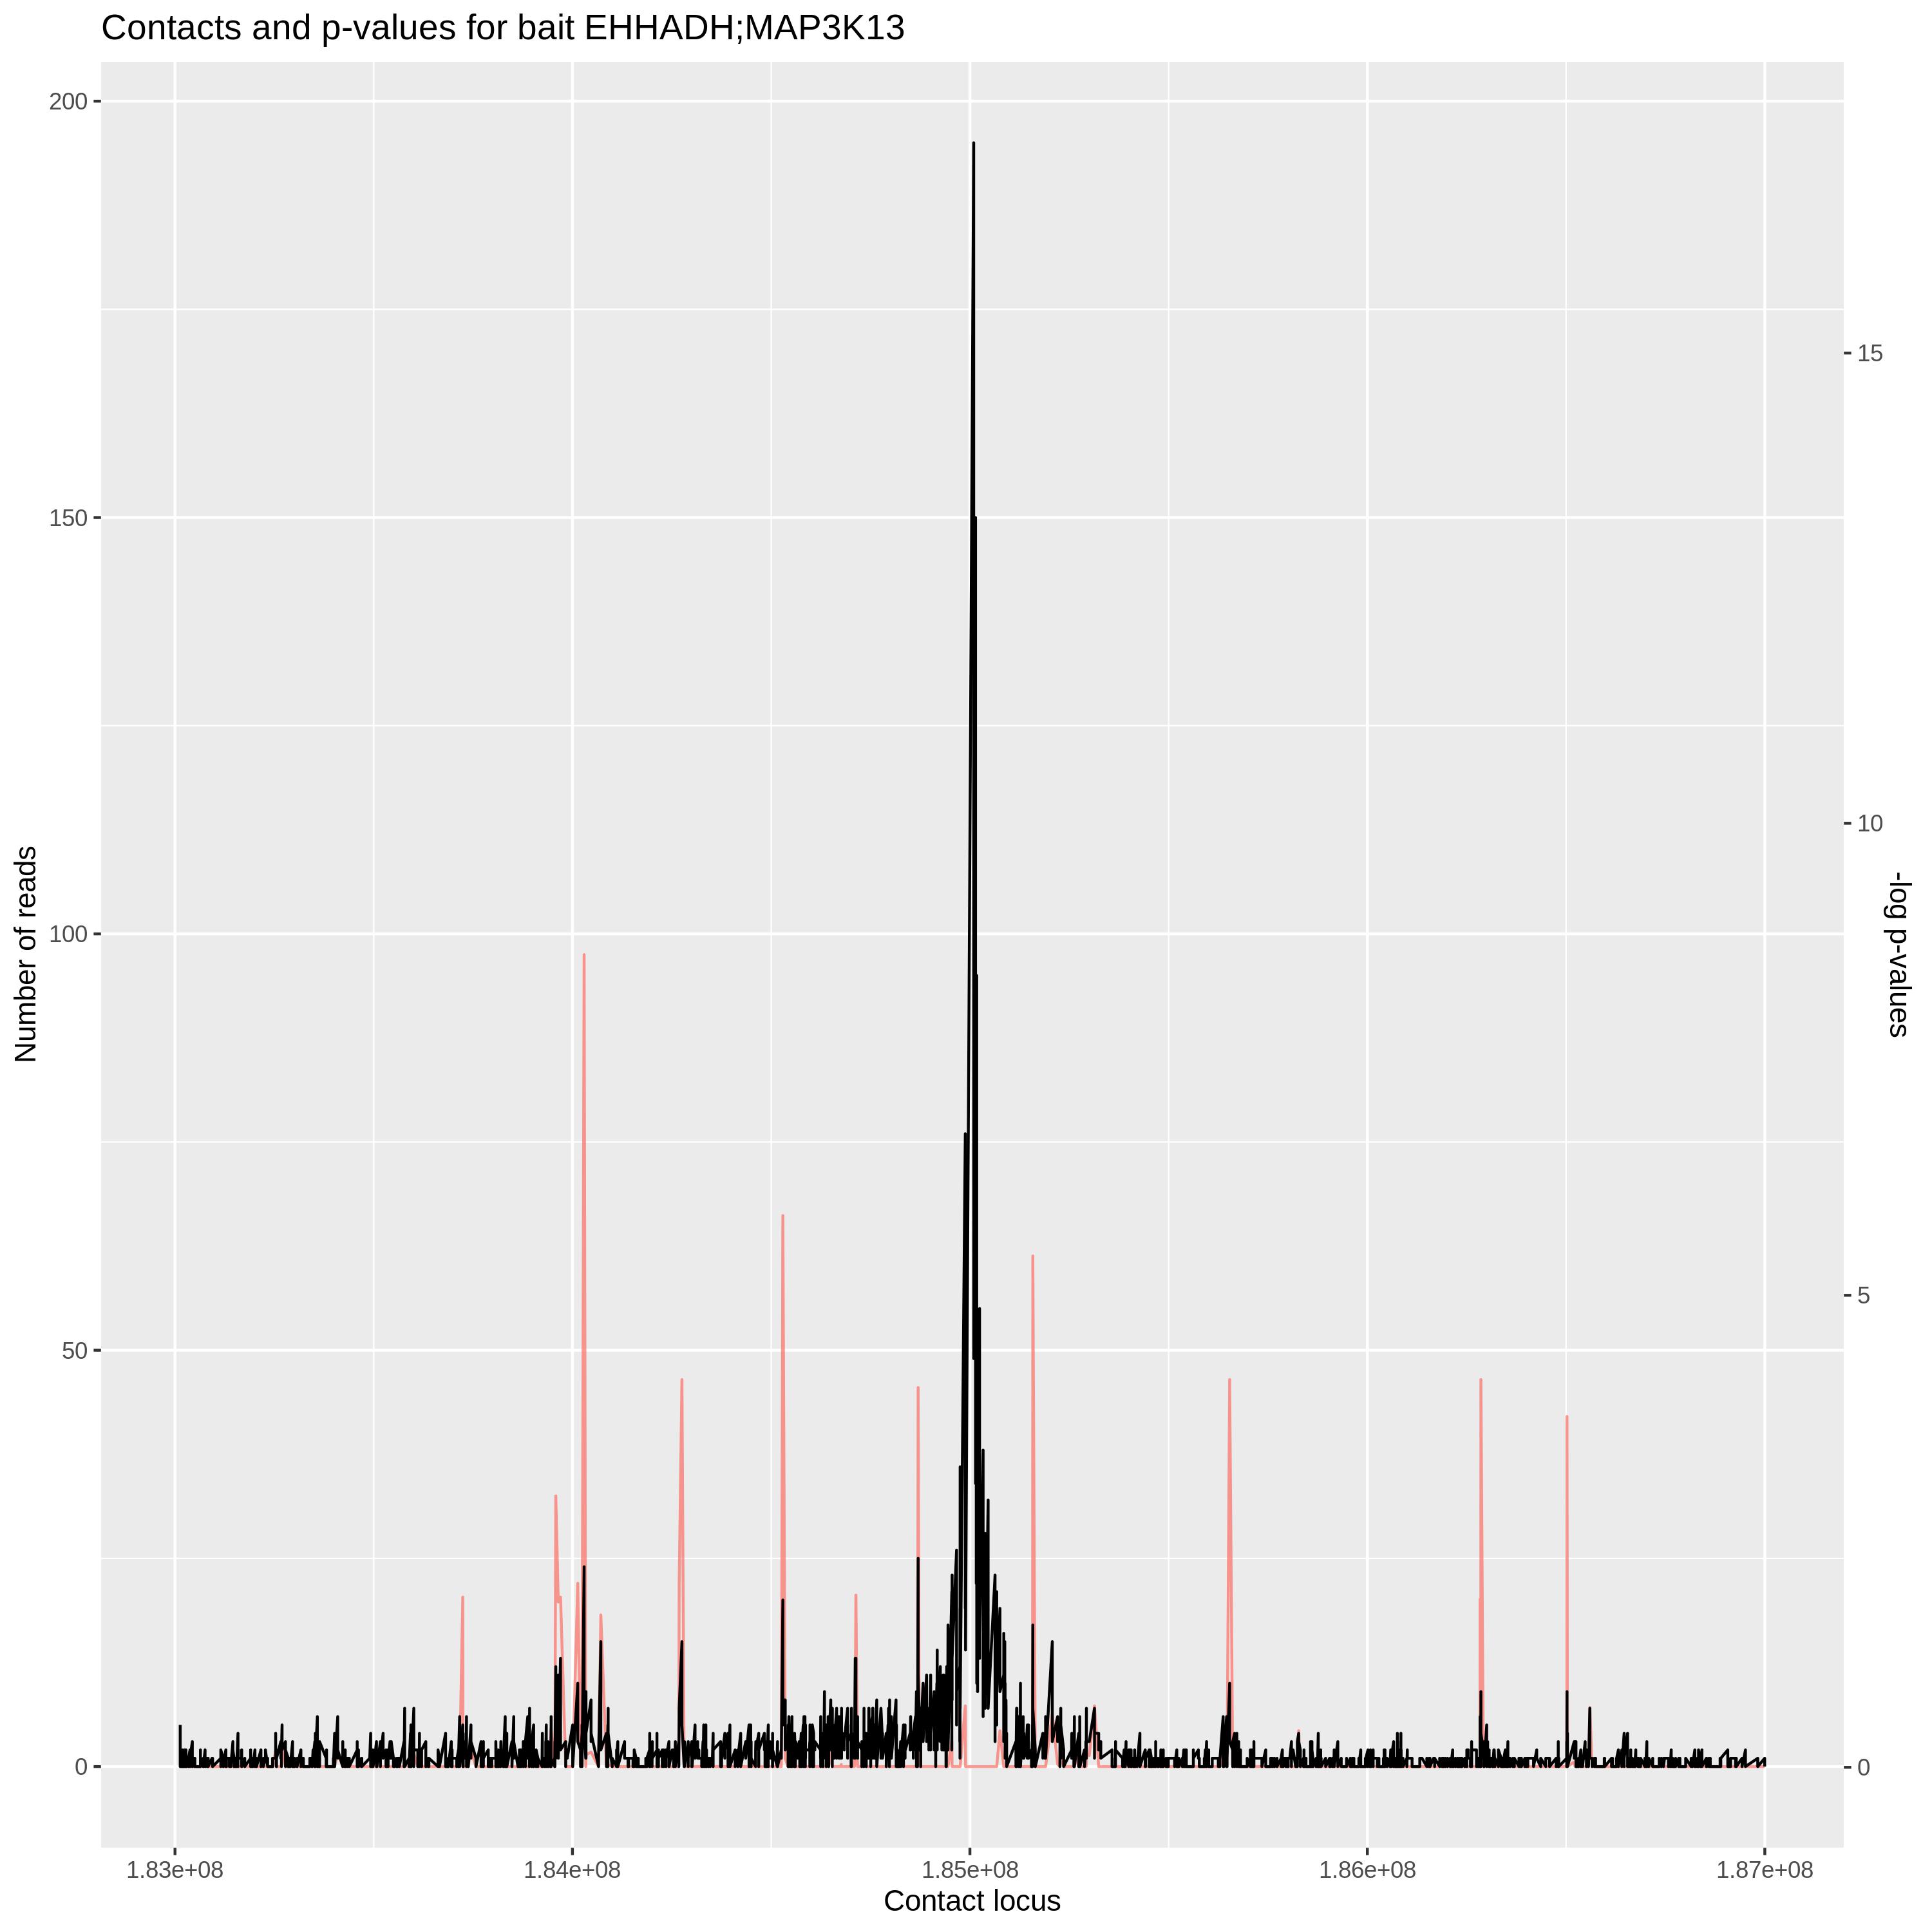 Contacts and p-values for bait EHHADH;MAP3K13
Number of reads
200
150
100
50
0
15
10
5
0
-log p-values
1.83e+08
1.84e+08
1.85e+08
1.86e+08
1.87e+08
Contact locus